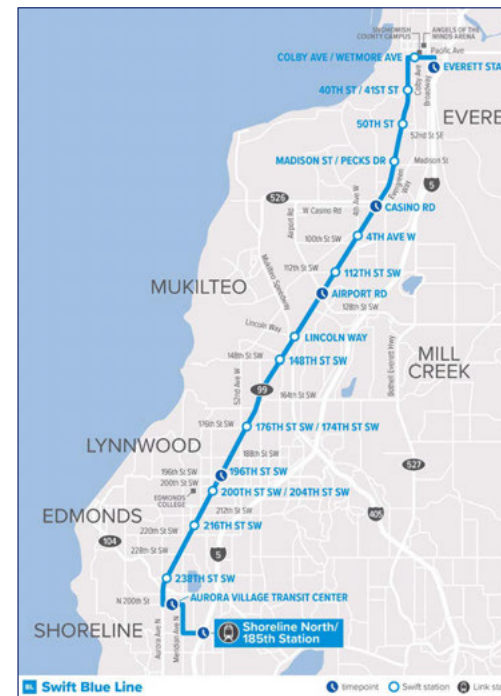 SNOHOMISH
COUNTY CAMPUS
ANGELS OF THE
WINDS ARENA
Pacific Ave
COLBY AVE / WETMORE AVE
EVERETT STA
Colby Ave
Broadway
40TH ST / 41ST ST
50TH ST
EVERE
52nd St SE
MADISON ST / PECKS DR
Madison St
5
Evergreen Way
526
4th Ave W
CASINO RD
Airport Rd
W Casino Rd
100th St SW
4TH AVE W
Mukilteo Speedway
112th St SW
112TH ST SW
MUKILTEO
AIRPORT RD
128th St SW
Lincoln Way
LINCOLN WAY
Bothell Everett Hwy
MILL
CREEK
148th St SW
148TH ST SW
52nd Ave W
99
164th St SW
176th St SW
176TH ST SW / 174TH ST SW
LYNNWOOD
188th St SW
196th St SW
196TH ST SW
527
200th St SW
200TH ST SW / 204TH ST SW
EDMONDS
COLLEGE
212th St SW
405
EDMONDS
220th St SW
216TH ST SW
104
228th St SW
5
238TH ST SW
N 200th St
AURORA VILLAGE TRANSIT CENTER
SHORELINE
Aurora Ave N
Meridian Ave N
Shoreline North/
185th Station
BL Swift Blue Line
timepoint
Swift station
Link sta